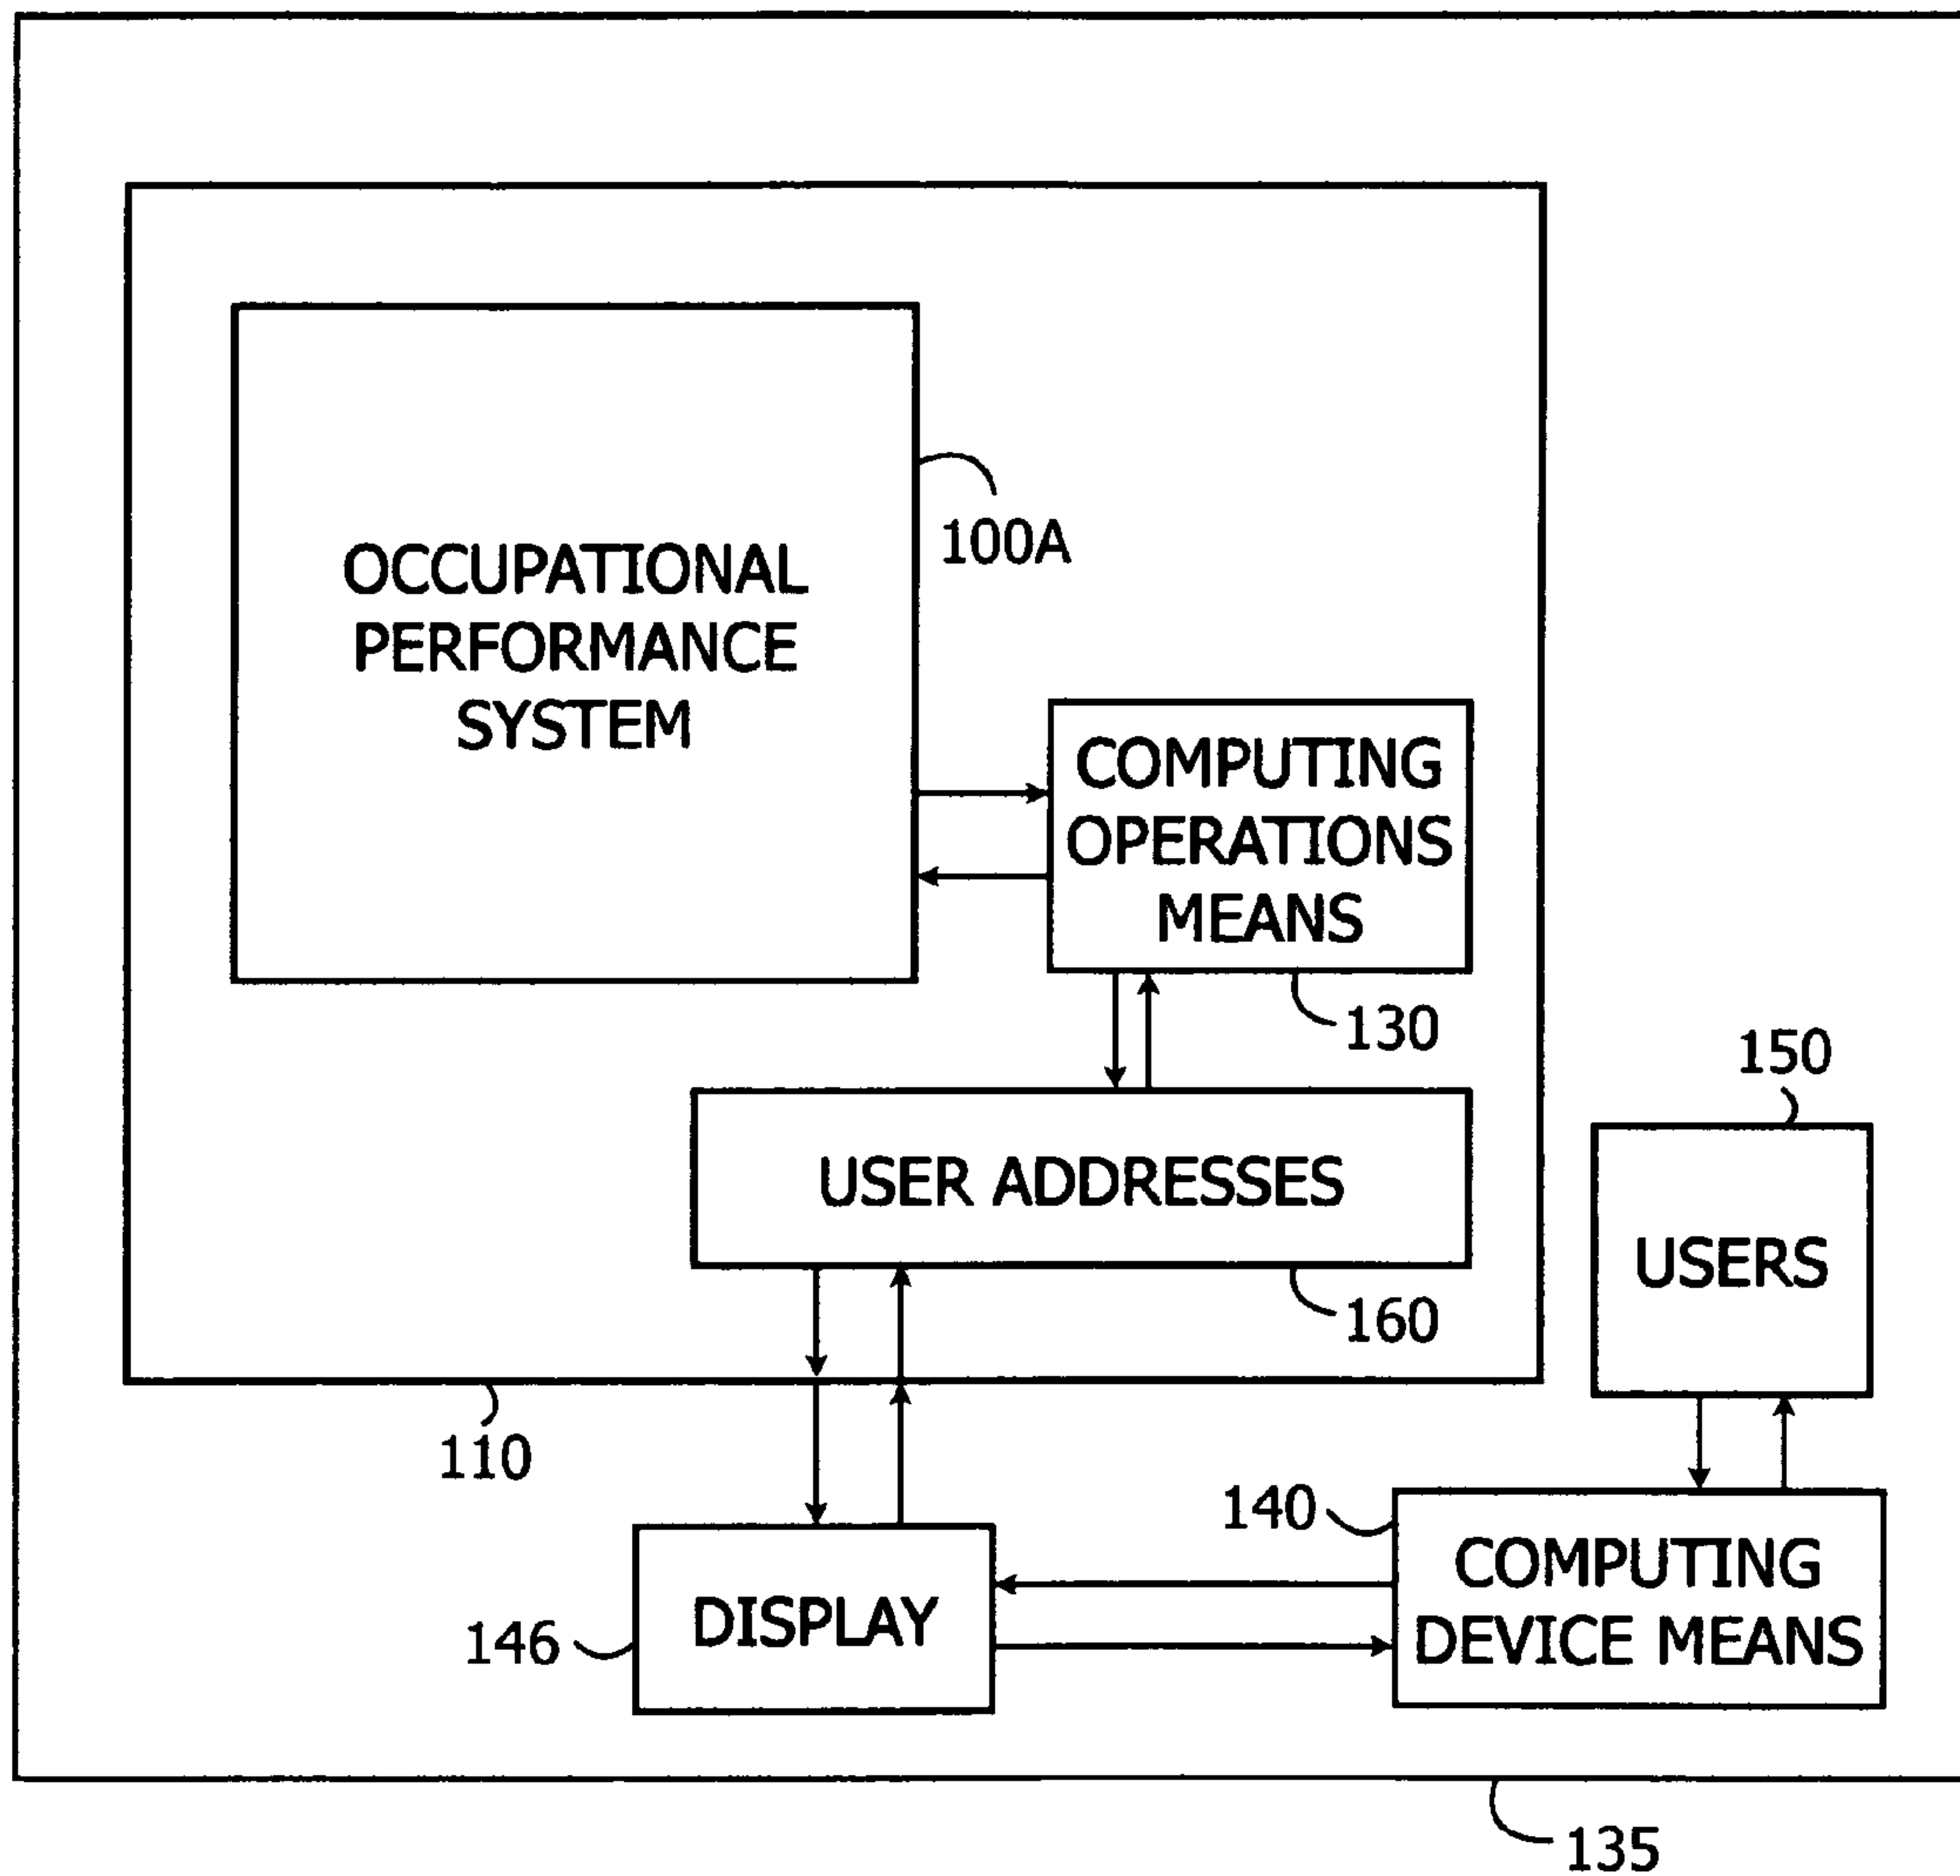 OCCUPATIONAL
PERFORMANCE
SYSTEM
100A
COMPUTING
OPERATIONS
MEANS
130
USER ADDRESSES
160
150
USERS
110
140
COMPUTING
DEVICE MEANS
DISPLAY
146
135